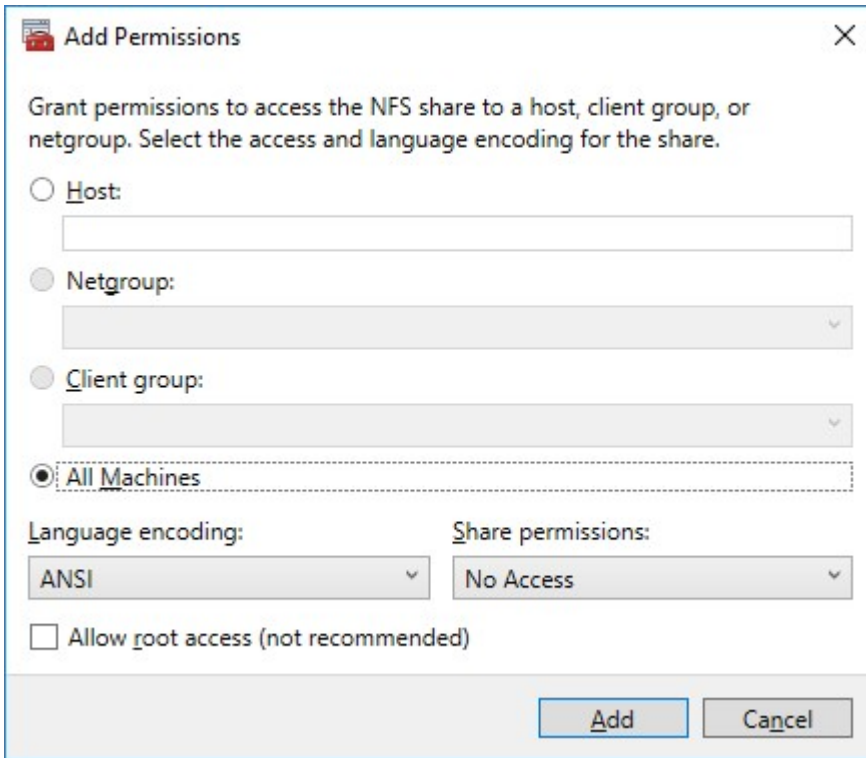 Add Permissions
Grant permissions to access the NFS share to a host, client group, or
netgroup. Select the access and language encoding for the share.
Host:
Netgroup:
Client group:
All Machines
Language encoding:
Share permissions:
ANSI
No Access
Allow root access (not recommended)
Add
Cancel